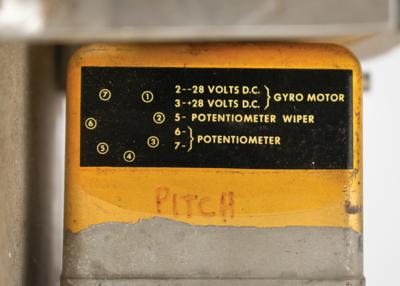 2--28 VOLTS D.C.
3-+28 VOLTS D.C. } GYRO MOTOR
5- POTENTIOMETER WIPER
6-
7- } POTENTIOMETER
7 1
6 2
5 4 3
PITCH